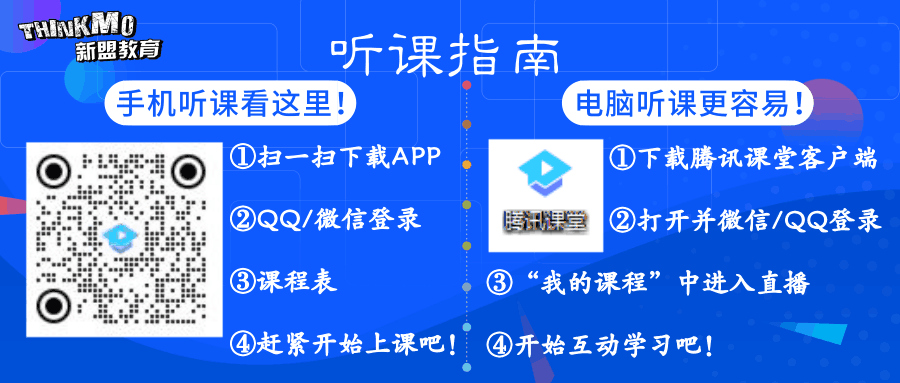 THINKMO
新盟教育
听课指南
手机听课看这里！
①扫一扫下载APP
②QQ/微信登录
③课程表
④赶紧开始上课吧！
电脑听课更容易！
腾讯课堂
①下载腾讯课堂客户端
②打开并微信/QQ登录
③“我的课程”中进入直播
④开始互动学习吧！